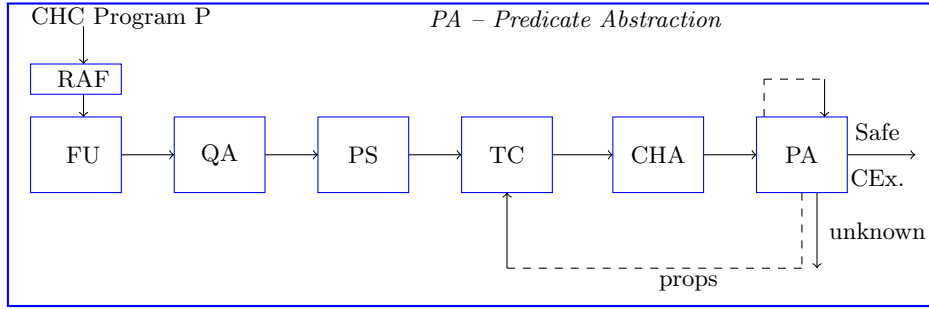 CHC Program P
PA – Predicate Abstraction
RAF
FU
QA
PS
TC
CHA
PA
Safe
CEx.
unknown
props